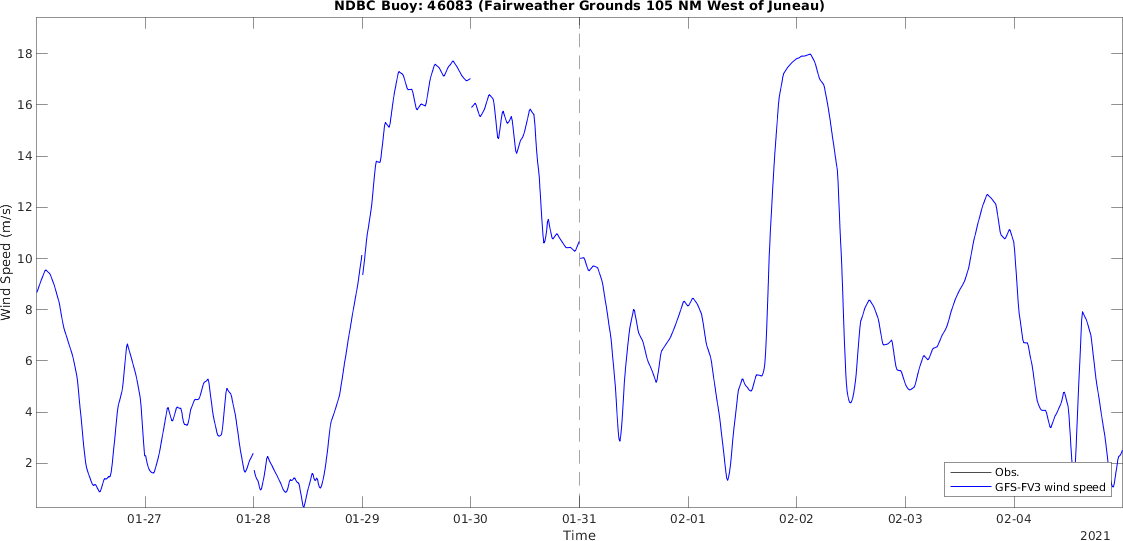 NDBC Buoy: 46083 (Fairweather Grounds 105 NM West of Juneau)
18
16
14
12
10
8
6
4
2
Wind Speed (m/s)
Obs.
GFS-FV3 wind speed
01-27 01-28 01-29 01-30 01-31 02-01 02-02 02-03 02-04
Time
2021